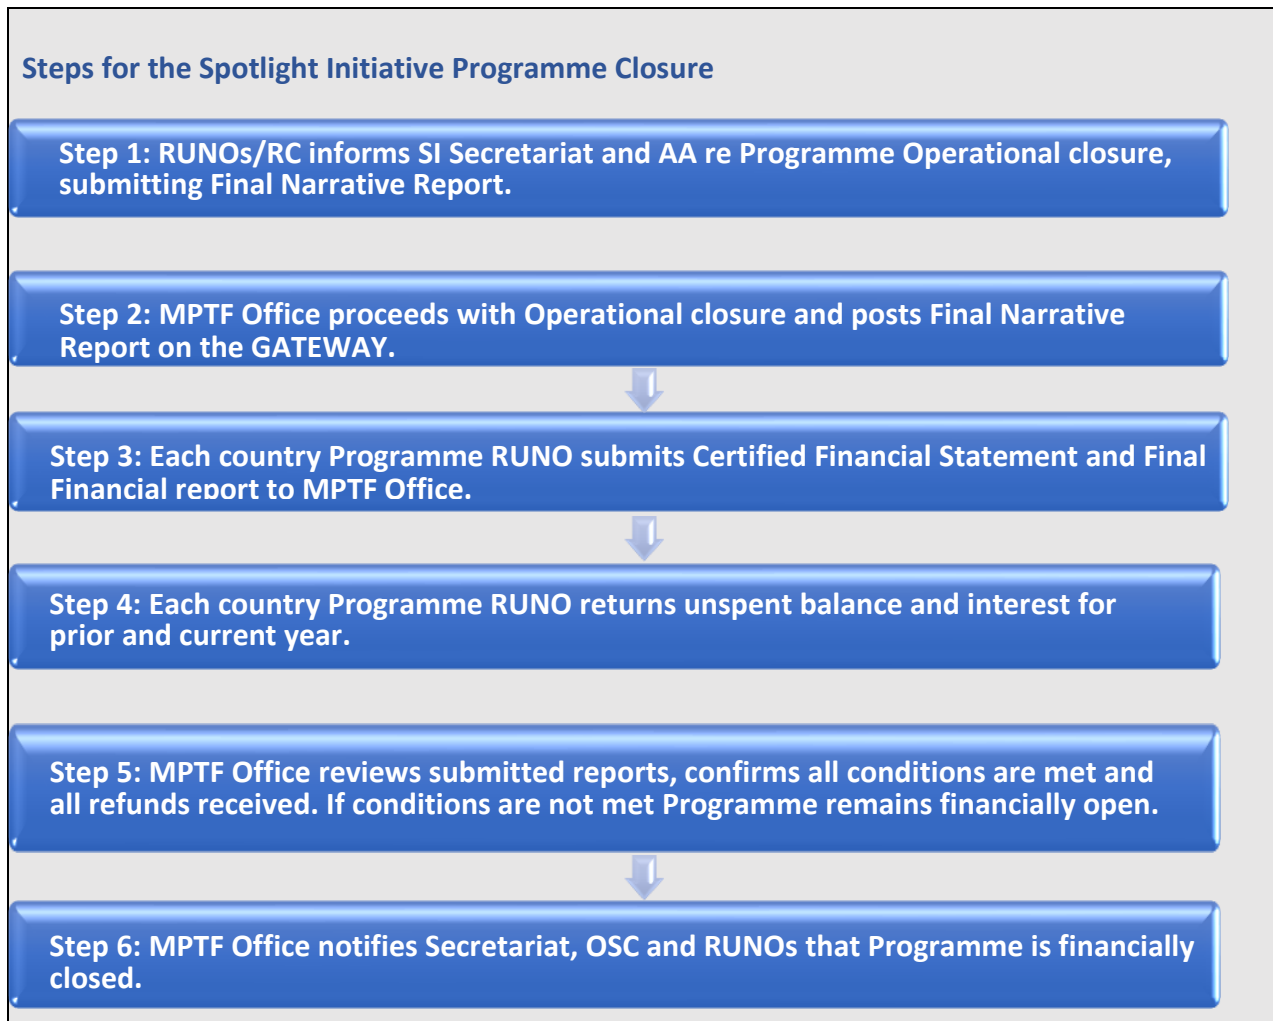 Steps for the Spotlight Initiative Programme Closure
Step 1: RUNOs/RC informs SI Secretariat and AA re Programme Operational closure,
submitting Final Narrative Report.
Step 2: MPTF Office proceeds with Operational closure and posts Final Narrative
Report on the GATEWAY.
Step 3: Each country Programme RUNO submits Certified Financial Statement and Final
Financial report to MPTF Office.
Step 4: Each country Programme RUNO returns unspent balance and interest for
prior and current year.
Step 5: MPTF Office reviews submitted reports, confirms all conditions are met and
all refunds received. If conditions are not met Programme remains financially open.
Step 6: MPTF Office notifies Secretariat, OSC and RUNOs that Programme is financially
closed.